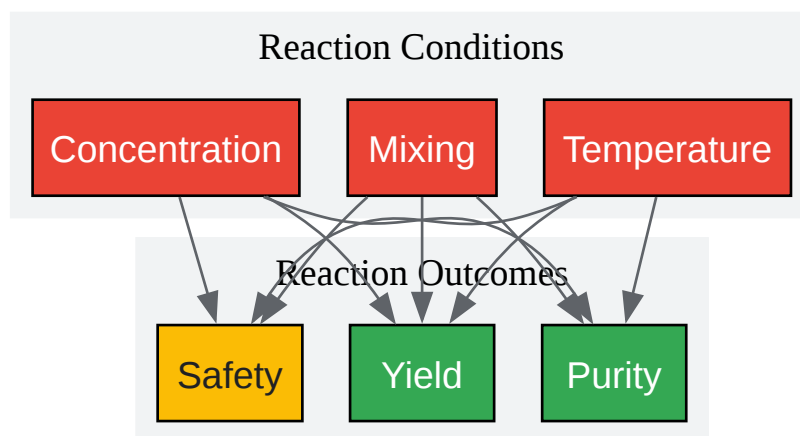 Reaction Conditions
Concentration
Mixing
Temperature
Reaction Outcomes
Safety
Yield
Purity